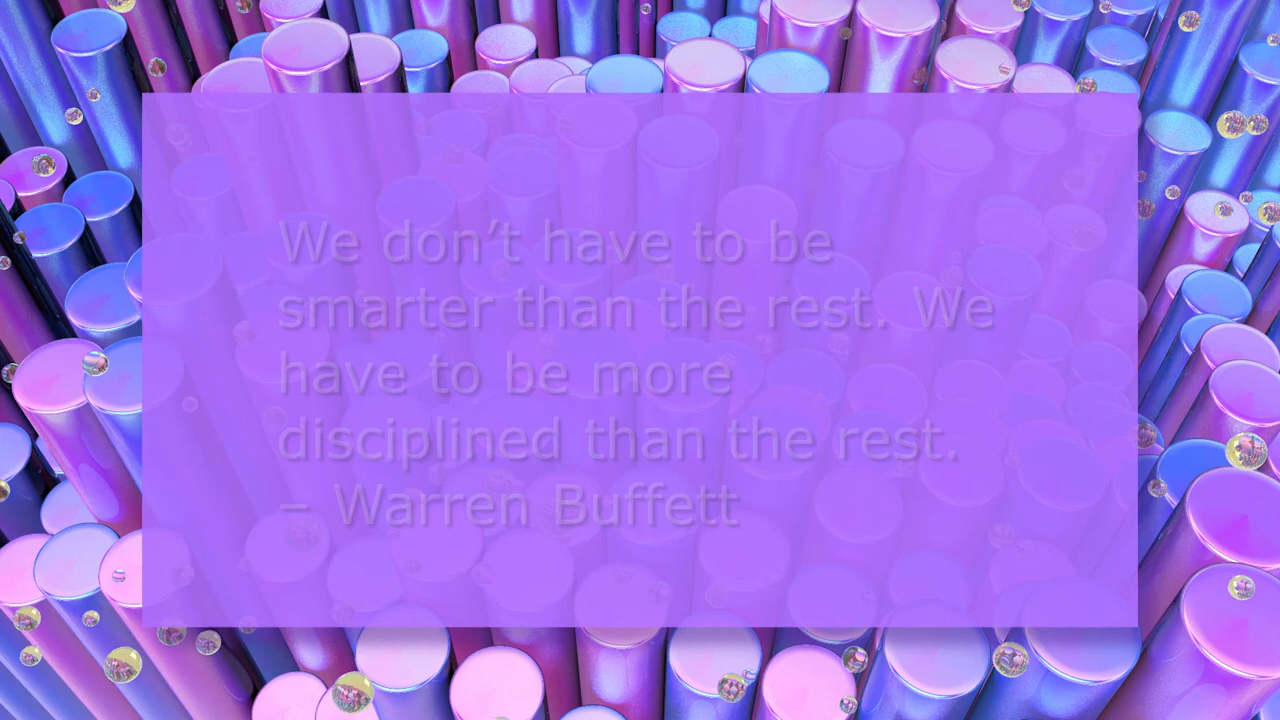 We don’t have to be
smarter than the rest. We
have to be more
disciplined than the rest.
– Warren Buffett